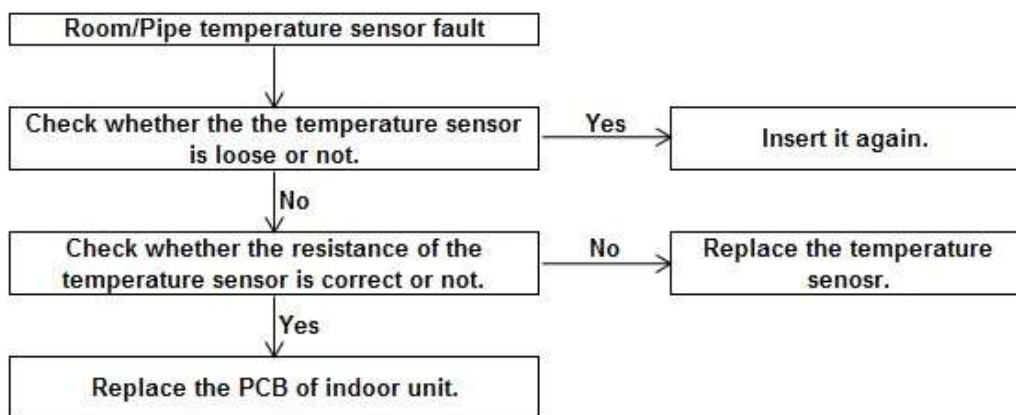 Room/Pipe temperature sensor fault
Check whether the the temperature sensor
is loose or not.
Yes
Insert it again.
No
Check whether the resistance of the
temperature sensor is correct or not.
No
Replace the temperature
senosr.
Yes
Replace the PCB of indoor unit.